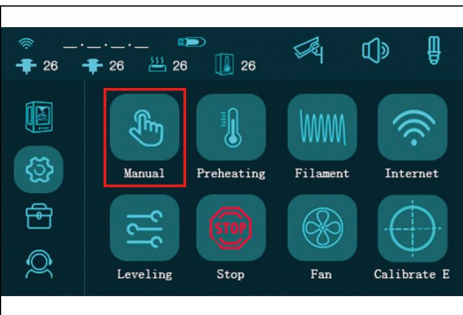 _._._._
26 26 26 26
Manual Preheating Filament Internet
STOP
Leveling Stop Fan Calibrate E